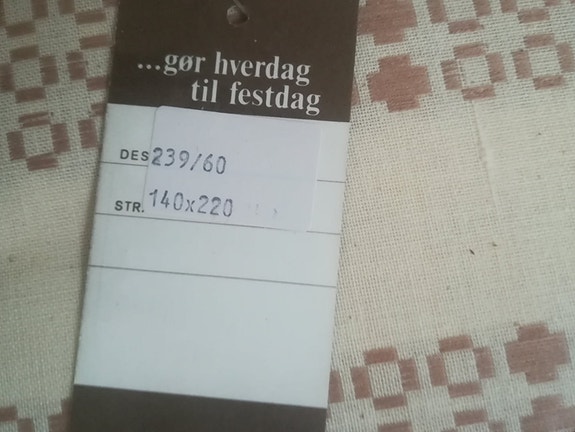 ...gør hverdag
til festdag
DES 239/60
STR. 140x220